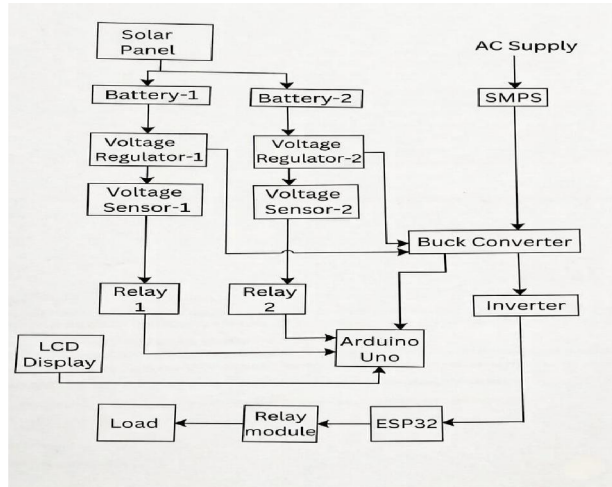 Solar
Panel
AC Supply
Battery-1
Battery-2
SMPS
Voltage
Regulator-1
Voltage
Regulator-2
Voltage
Sensor-1
Voltage
Sensor-2
Buck Converter
Relay
1
Relay
2
Inverter
LCD
Display
Arduino
Uno
Load
Relay
module
ESP32